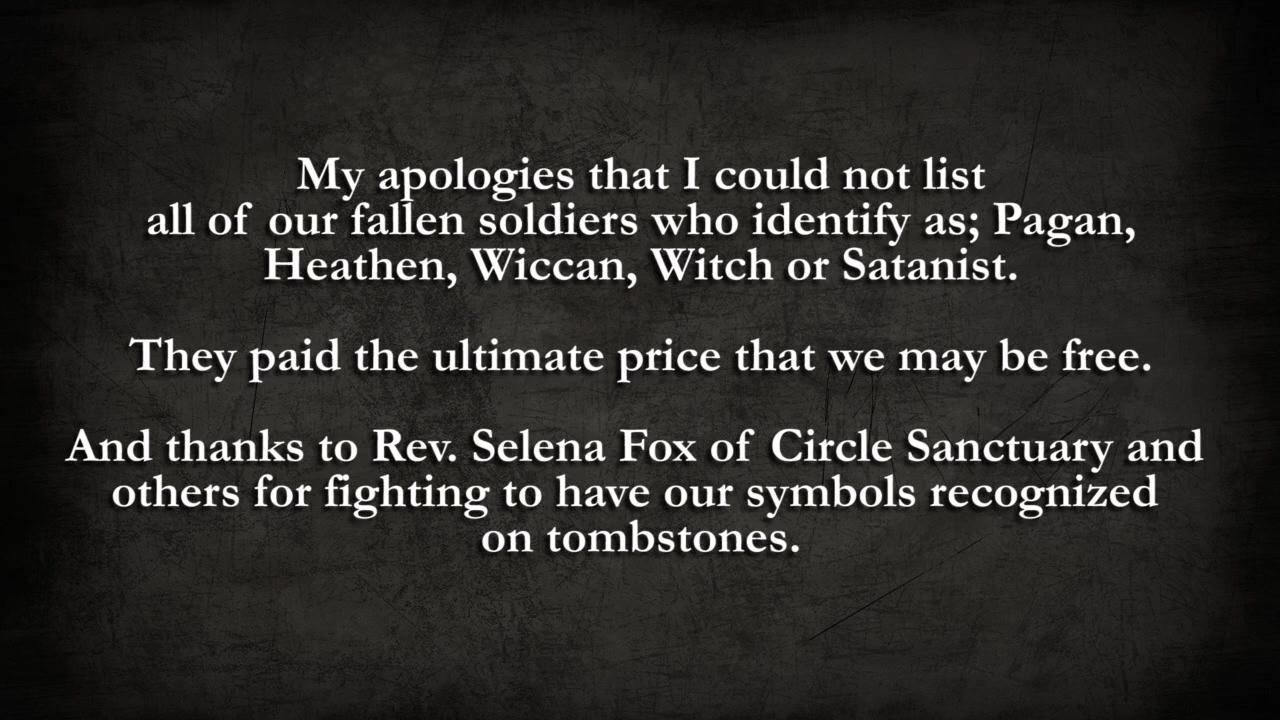 My apologies that I could not list
all of our fallen soldiers who identify as; Pagan,
Heathen, Wiccan, Witch or Satanist.
They paid the ultimate price that we may be free.
And thanks to Rev. Selena Fox of Circle Sanctuary and
others for fighting to have our symbols recognized
on tombstones.